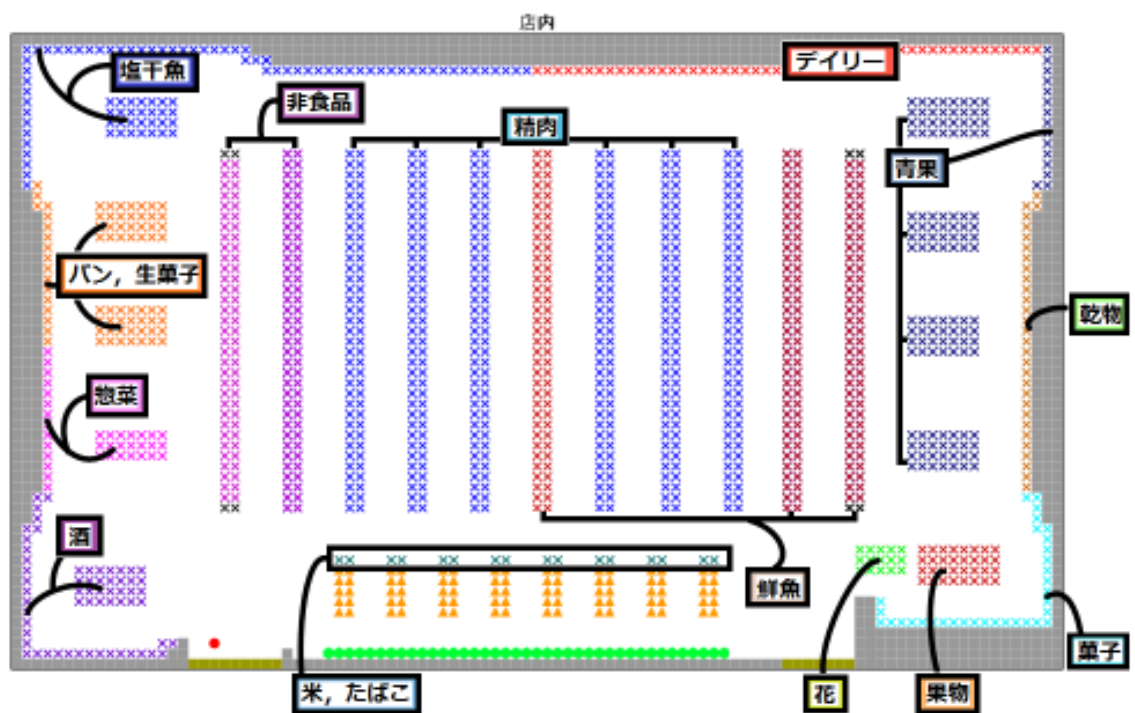 店内
デイリー
塩干魚
非食品
精肉
青果
パン，生菓子
乾物
惣菜
酒
鮮魚
菓子
米，たばこ
花
果物